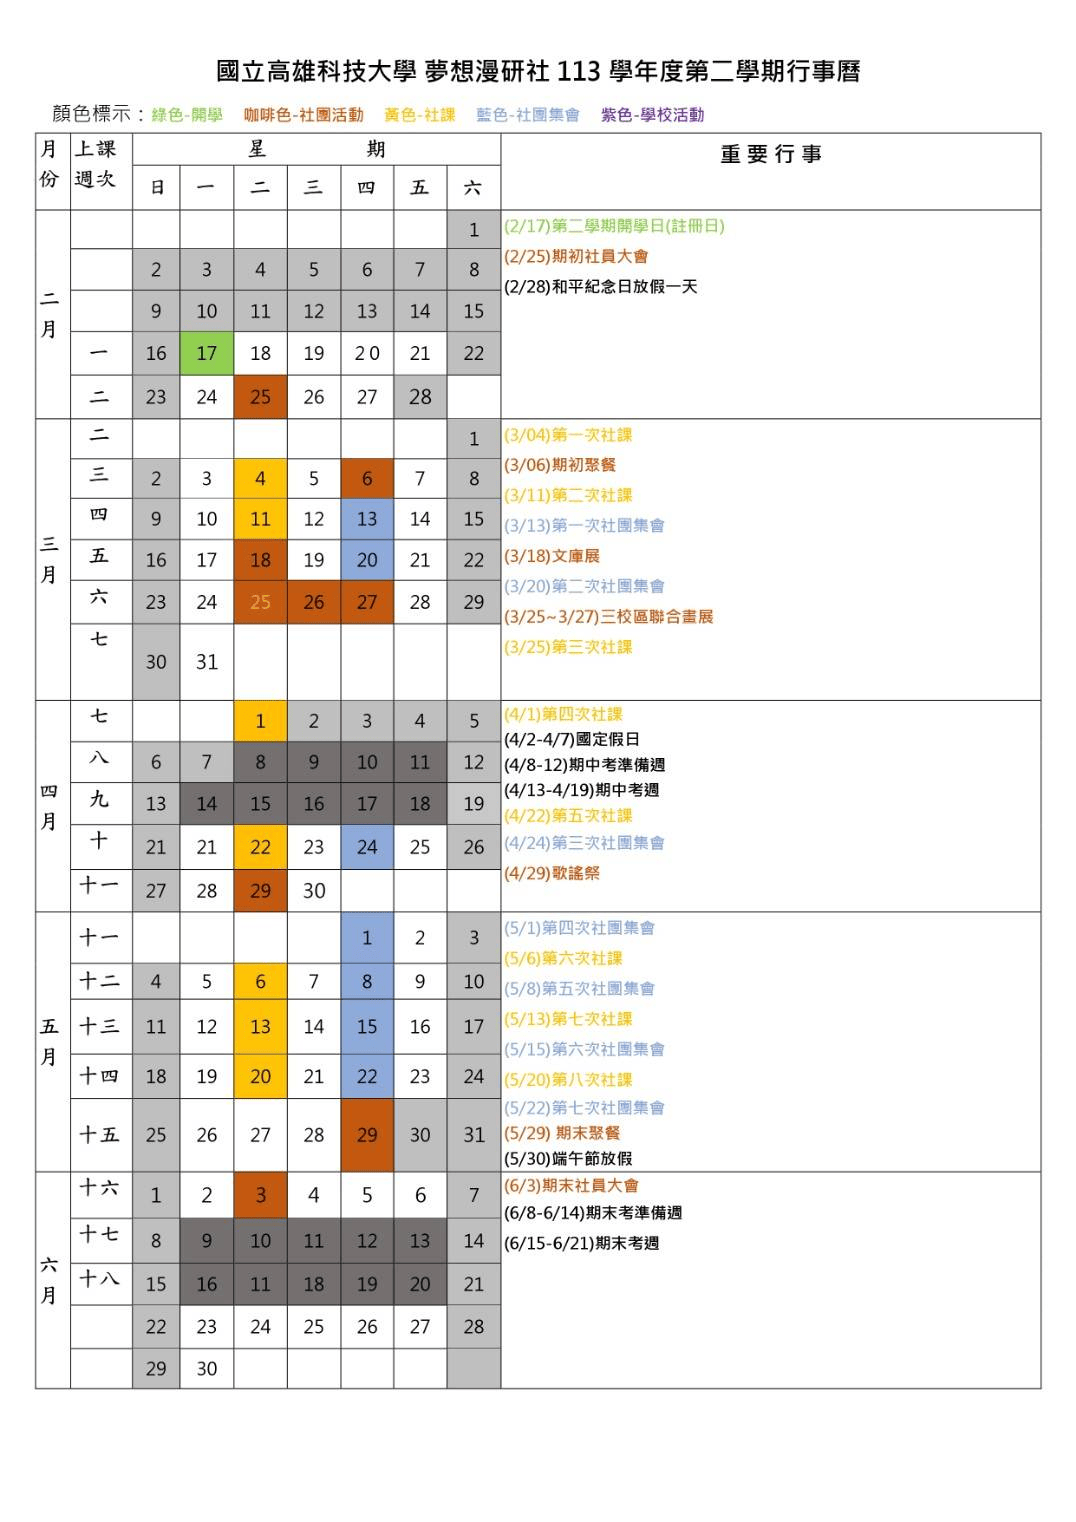 國立高雄科技大學 夢想漫研社 113 學年度第二學期行事曆
顏色標示：綠色-開學 咖啡色-社團活動 黃色-社課 藍色-社團集會 紫色-學校活動
月份 上課週次 星期 重要行事
日 一 二 三 四 五 六
二月
1
2 3 4 5 6 7 8
9 10 11 12 13 14 15
一 16 17 18 19 20 21 22
二 23 24 25 26 27 28
(2/17)第二學期開學日(註冊日)
(2/25)期初社員大會
(2/28)和平紀念日放假一天
三月
二 1
三 2 3 4 5 6 7 8
四 9 10 11 12 13 14 15
五 16 17 18 19 20 21 22
六 23 24 25 26 27 28 29
七 30 31
(3/04)第一次社課
(3/06)期初聚餐
(3/11)第二次社課
(3/13)第一次社團集會
(3/18)文庫展
(3/20)第二次社團集會
(3/25~3/27)三校區聯合畫展
(3/25)第三次社課
四月
七 1 2 3 4 5
八 6 7 8 9 10 11 12
九 13 14 15 16 17 18 19
十 21 21 22 23 24 25 26
十一 27 28 29 30
(4/1)第四次社課
(4/2-4/7)國定假日
(4/8-12)期中考準備週
(4/13-4/19)期中考週
(4/22)第五次社課
(4/24)第三次社團集會
(4/29)歌謠祭
五月
十一 1 2 3
十二 4 5 6 7 8 9 10
十三 11 12 13 14 15 16 17
十四 18 19 20 21 22 23 24
十五 25 26 27 28 29 30 31
(5/1)第四次社團集會
(5/6)第六次社課
(5/8)第五次社團集會
(5/13)第七次社課
(5/15)第六次社團集會
(5/20)第八次社課
(5/22)第七次社團集會
(5/29) 期末聚餐
(5/30)端午節放假
六月
十六 1 2 3 4 5 6 7
十七 8 9 10 11 12 13 14
十八 15 16 11 18 19 20 21
22 23 24 25 26 27 28
29 30
(6/3)期末社員大會
(6/8-6/14)期末考準備週
(6/15-6/21)期末考週